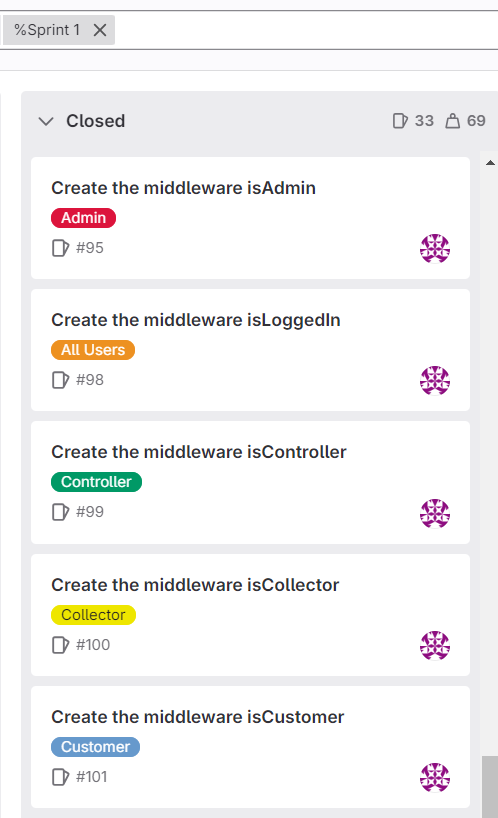 %Sprint 1
Closed 33 69
Create the middleware isAdmin
Admin
#95
Create the middleware isLoggedIn
All Users
#98
Create the middleware isController
Controller
#99
Create the middleware isCollector
Collector
#100
Create the middleware isCustomer
Customer
#101